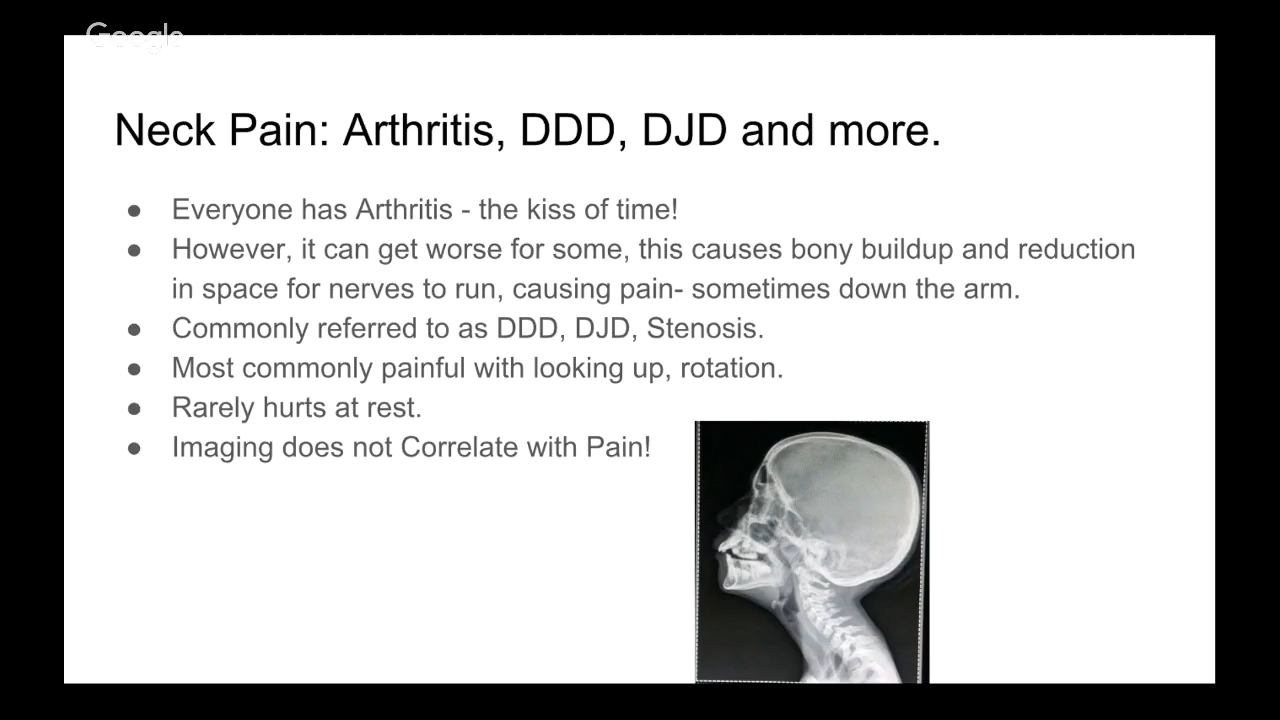 Google
Neck Pain: Arthritis, DDD, DJD and more.
● Everyone has Arthritis - the kiss of time!
● However, it can get worse for some, this causes bony buildup and reduction
in space for nerves to run, causing pain- sometimes down the arm.
● Commonly referred to as DDD, DJD, Stenosis.
● Most commonly painful with looking up, rotation.
● Rarely hurts at rest.
● Imaging does not Correlate with Pain!